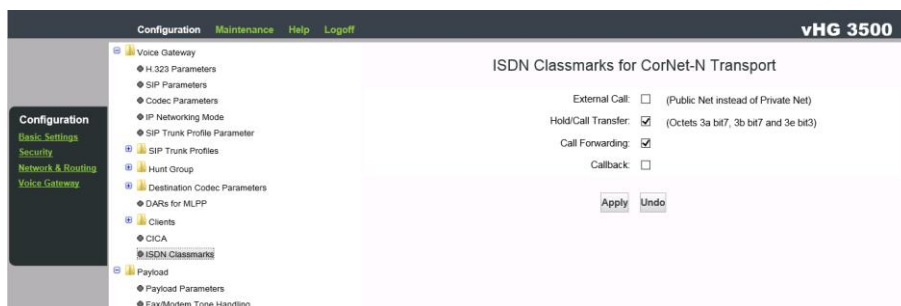 Configuration Maintenance Help Logoff
vHG 3500
Configuration
Basic Settings
Security
Network & Routing
Voice Gateway
Voice Gateway
H.323 Parameters
SIP Parameters
Codec Parameters
IP Networking Mode
SIP Trunk Profile Parameter
SIP Trunk Profiles
Hunt Group
Destination Codec Parameters
DARs for MLPP
Clients
CICA
ISDN Classmarks
Payload
Payload Parameters
Fax/Modem Tone Handling
ISDN Classmarks for CorNet-N Transport
External Call: (Public Net instead of Private Net)
Hold/Call Transfer: (Octets 3a bit7, 3b bit7 and 3e bit3)
Call Forwarding:
Callback:
Apply Undo